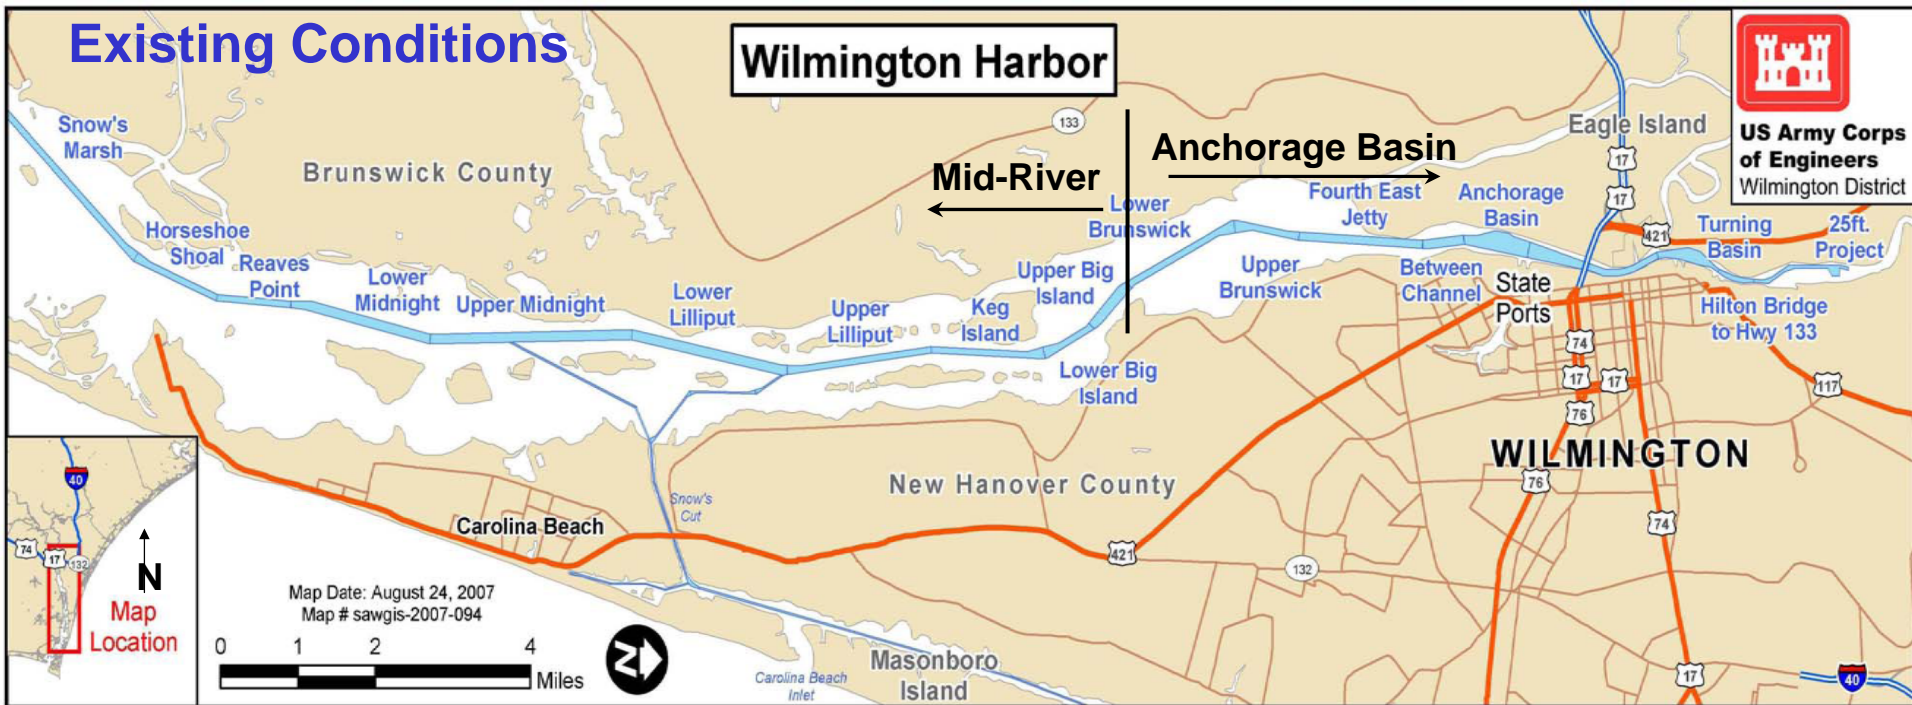 Existing Conditions
Wilmington Harbor
US Army Corps
of Engineers
Wilmington District
Snow's
Marsh
Brunswick County
133
Mid-River
Anchorage Basin
Eagle Island
17
17
421
Horseshoe
Shoal
Reaves
Point
Lower
Midnight
Upper Midnight
Lower
Lilliput
Upper
Lilliput
Keg
Island
Upper Big
Island
Lower
Brunswick
Lower Big
Island
Upper
Brunswick
Fourth East
Jetty
Between
Channel
Anchorage
Basin
State
Ports
Turning
Basin
25ft.
Project
Hilton Bridge
to Hwy 133
74
17
17
76
117
WILMINGTON
76
74
New Hanover County
Snow's
Cut
Carolina Beach
421
132
17
40
40
74
17
132
N
Map
Location
Map Date: August 24, 2007
Map # sawgis-2007-094
0 1 2 4
Miles
N
Carolina Beach
Inlet
Masonboro
Island